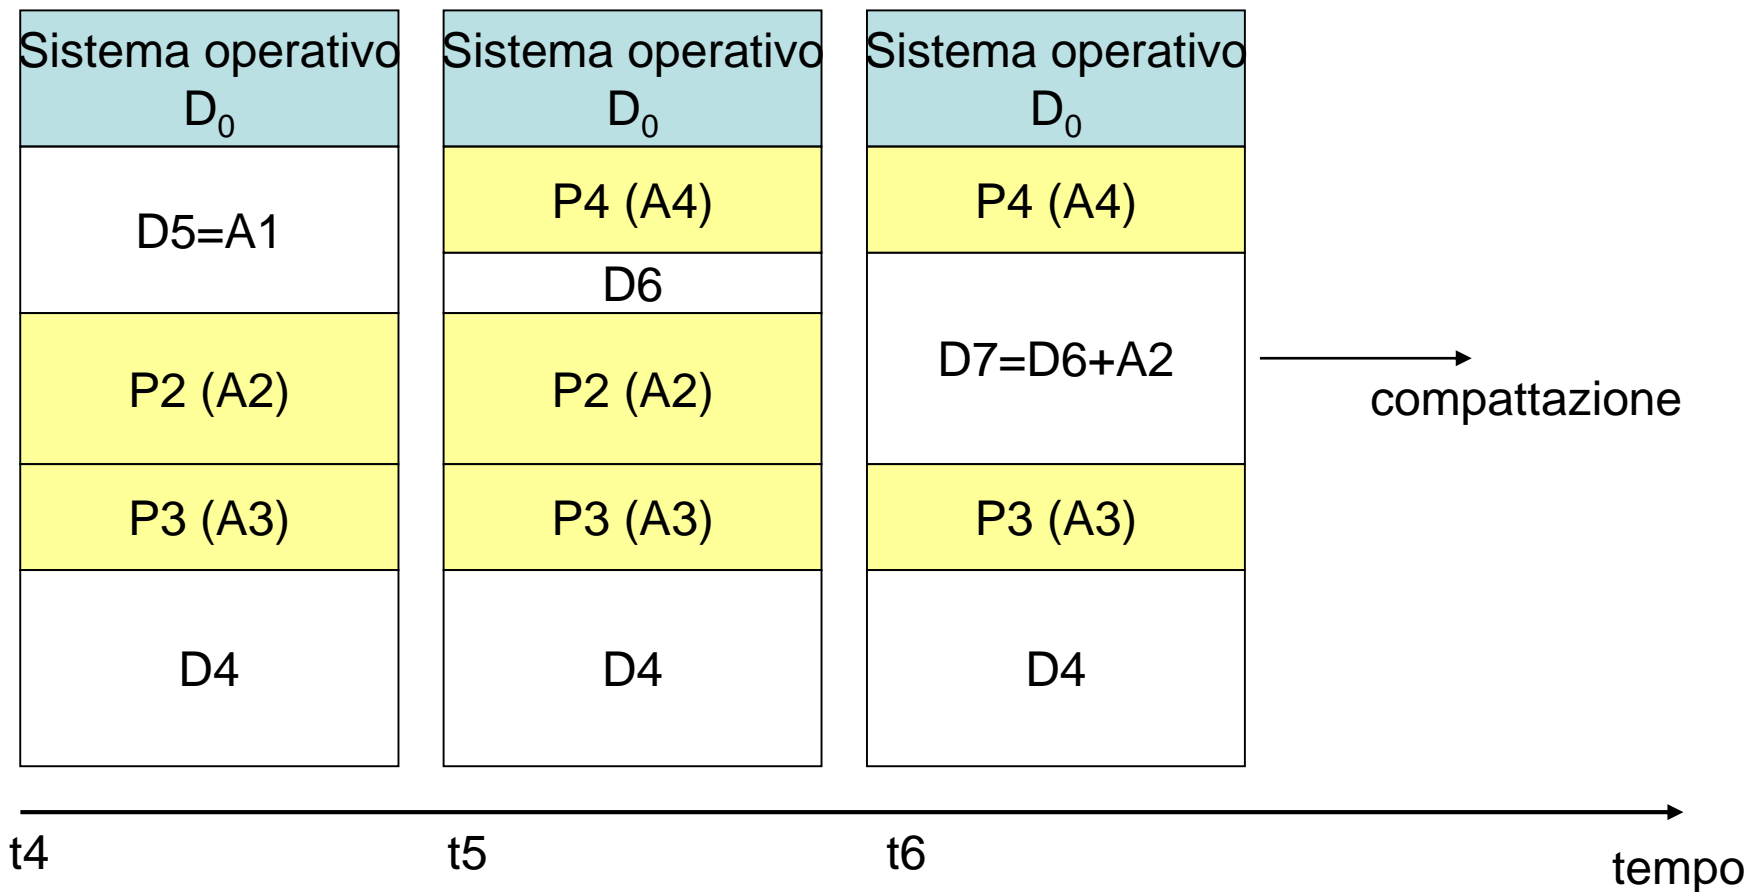 Sistema operativo
D₀
D5=A1
P2 (A2)
P3 (A3)
D4
Sistema operativo
D₀
P4 (A4)
D6
P2 (A2)
P3 (A3)
D4
Sistema operativo
D₀
P4 (A4)
D7=D6+A2
P3 (A3)
D4
compattazione
t4
t5
t6
tempo